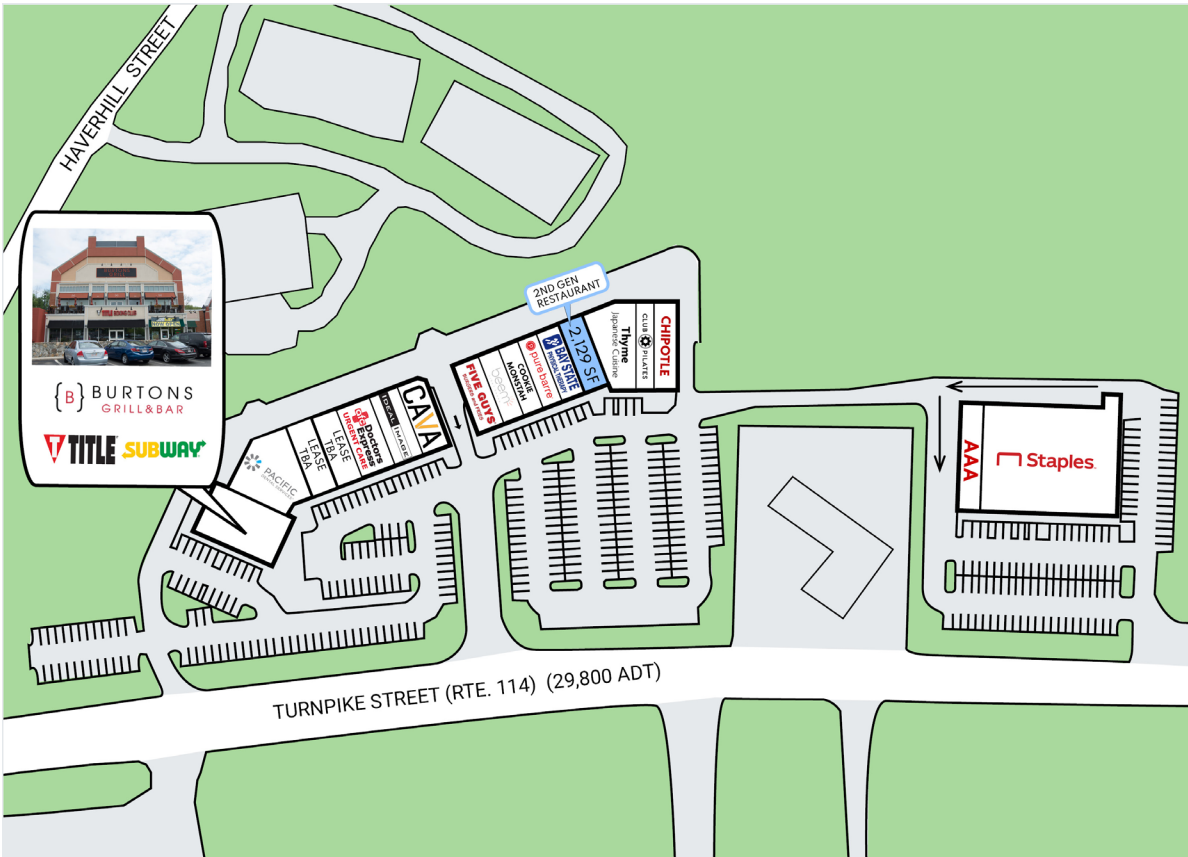 HAVERHILL STREET
{B} BURTONS
GRILL&BAR
TITLE
SUBWAY
2ND GEN
RESTAURANT
2,129 SF
CHIPOTLE
CLUB PILATES
Thyme
Japanese Cuisine
BAY STATE
PHYSICAL THERAPY
pure barre
COOKIE
MONSTAH
FIVE GUYS
BURGERS and FRIES
CAVA
IDEAL IMAGE
Doctors
Express
URGENT CARE
LEASE
TBA
LEASE
TBA
PACIFIC
AAA
Staples
TURNPIKE STREET (RTE. 114) (29,800 ADT)